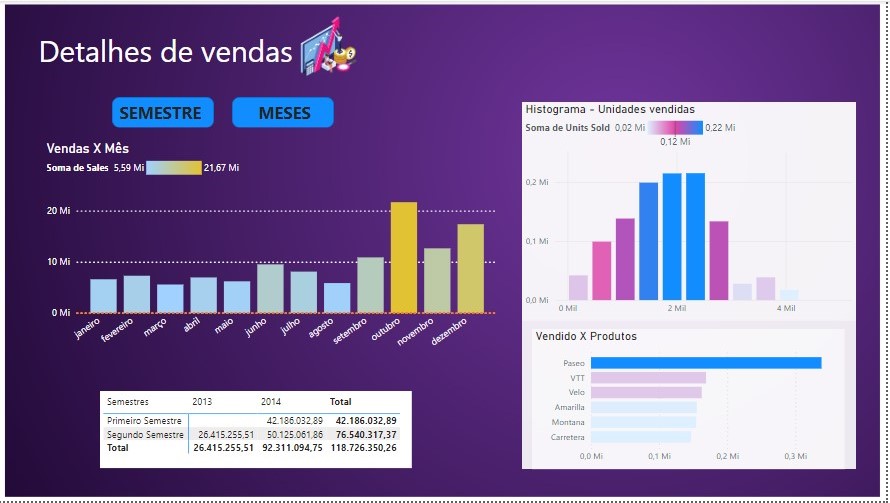 Detalhes de vendas
SEMESTRE MESES
Vendas X Mês
Soma de Sales 5,59 Mi 21,67 Mi
20 Mi
10 Mi
0 Mi
janeiro fevereiro março abril maio junho julho agosto setembro outubro novembro dezembro
Semestres 2013 2014 Total
Primeiro Semestre 42.186.032,89 42.186.032,89
Segundo Semestre 26.415.255,51 50.125.061,86 76.540.317,37
Total 26.415.255,51 92.311.094,75 118.726.350,26
Histograma - Unidades vendidas
Soma de Units Sold 0,02 Mi 0,22 Mi
0,12 Mi
0,2 Mi
0,1 Mi
0,0 Mi
0 Mil 2 Mil 4 Mil
Vendido X Produtos
Paseo
VTT
Velo
Amarilla
Montana
Carretera
0,0 Mi 0,1 Mi 0,2 Mi 0,3 Mi